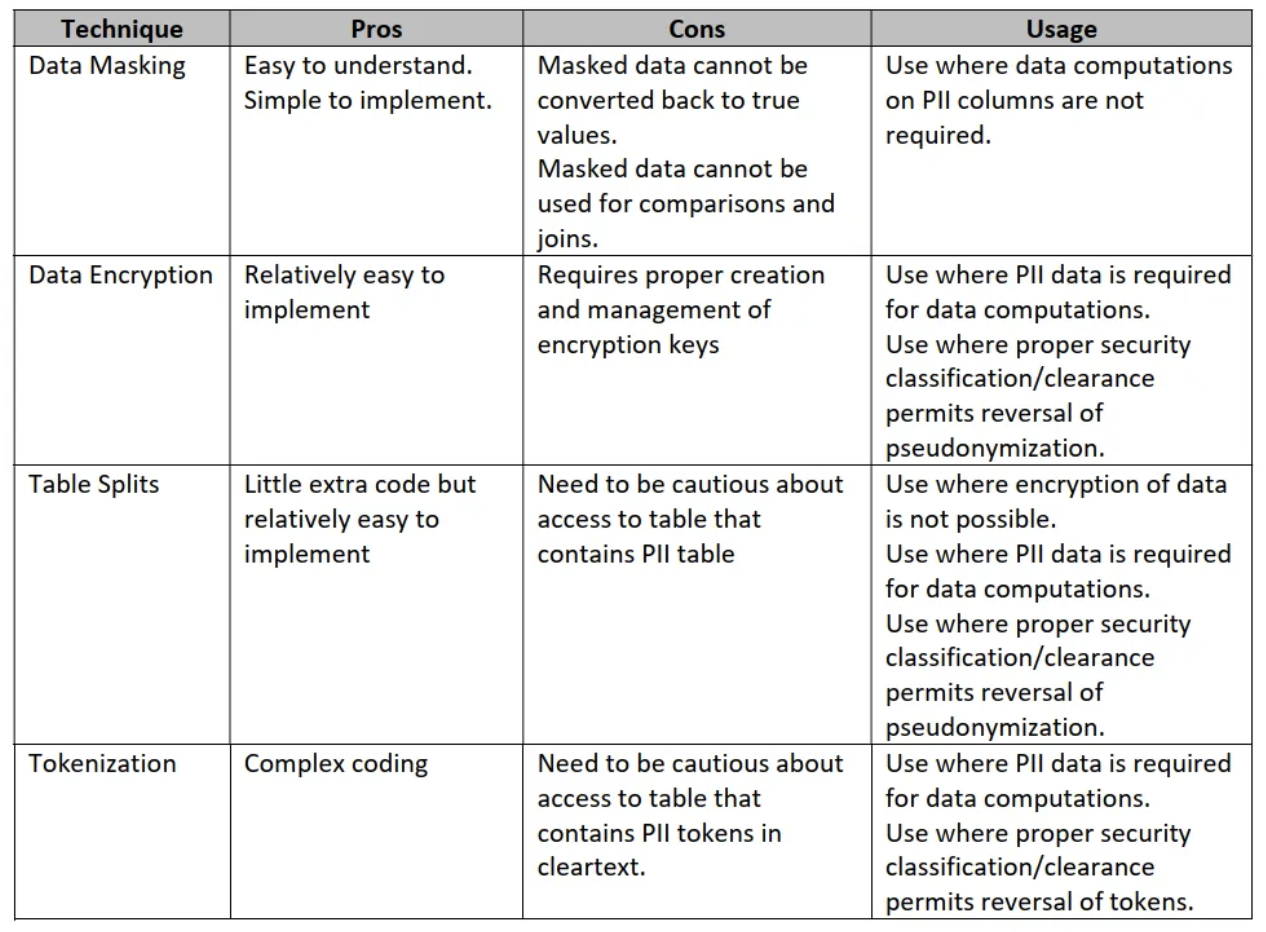 Technique Pros Cons Usage
Data Masking
Easy to understand.
Simple to implement.
Masked data cannot be
converted back to true
values.
Masked data cannot be
used for comparisons and
joins.
Use where data computations
on PII columns are not
required.
Data Encryption
Relatively easy to
implement
Requires proper creation
and management of
encryption keys
Use where PII data is required
for data computations.
Use where proper security
classification/clearance
permits reversal of
pseudonymization.
Table Splits
Little extra code but
relatively easy to
implement
Need to be cautious about
access to table that
contains PII table
Use where encryption of data
is not possible.
Use where PII data is required
for data computations.
Use where proper security
classification/clearance
permits reversal of
pseudonymization.
Tokenization
Complex coding
Need to be cautious about
access to table that
contains PII tokens in
cleartext.
Use where PII data is required
for data computations.
Use where proper security
classification/clearance
permits reversal of tokens.